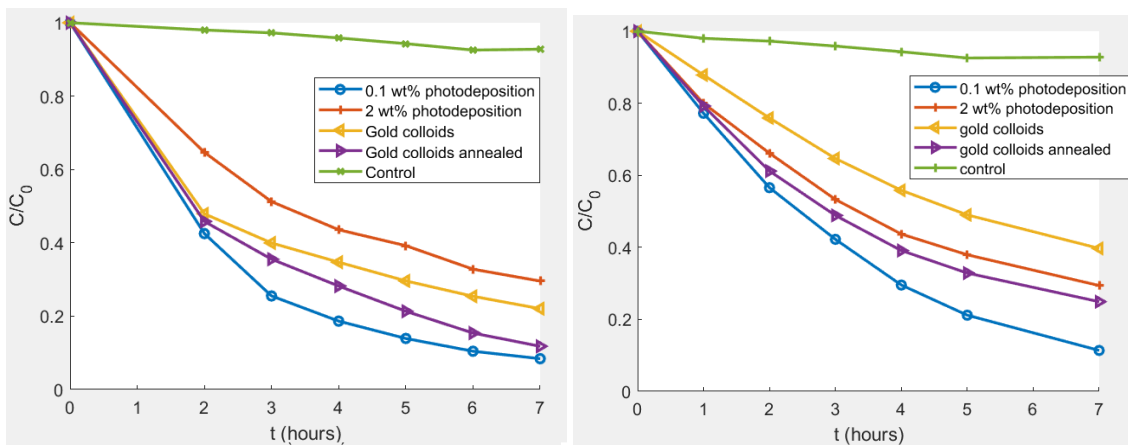 1
0.8
0.6
0.4
0.2
0
C/C0
0 1 2 3 4 5 6 7
t (hours)
0.1 wt% photodeposition
2 wt% photodeposition
Gold colloids
Gold colloids annealed
Control
1
0.8
0.6
0.4
0.2
0
C/C0
0 1 2 3 4 5 6 7
t (hours)
0.1 wt% photodeposition
2 wt% photodeposition
gold colloids
gold colloids annealed
control